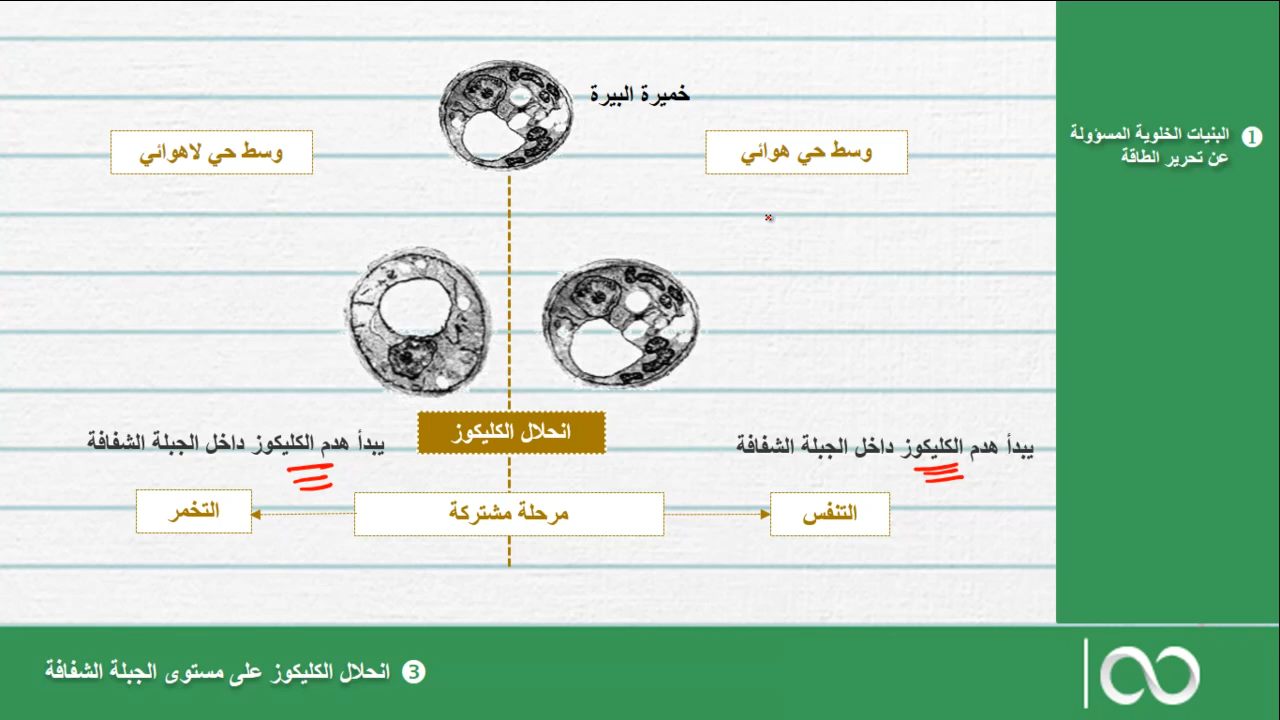 خميرة البيرة
وسط حي هوائي
وسط حي لاهوائي
انحلال الكليكوز
يبدأ هدم الكليكوز داخل الجبلة الشفافة
يبدأ هدم الكليكوز داخل الجبلة الشفافة
التنفس
مرحلة مشتركة
التخمر
1 البنيات الخلوية المسؤولة
عن تحرير الطاقة
3 انحلال الكليكوز على مستوى الجبلة الشفافة